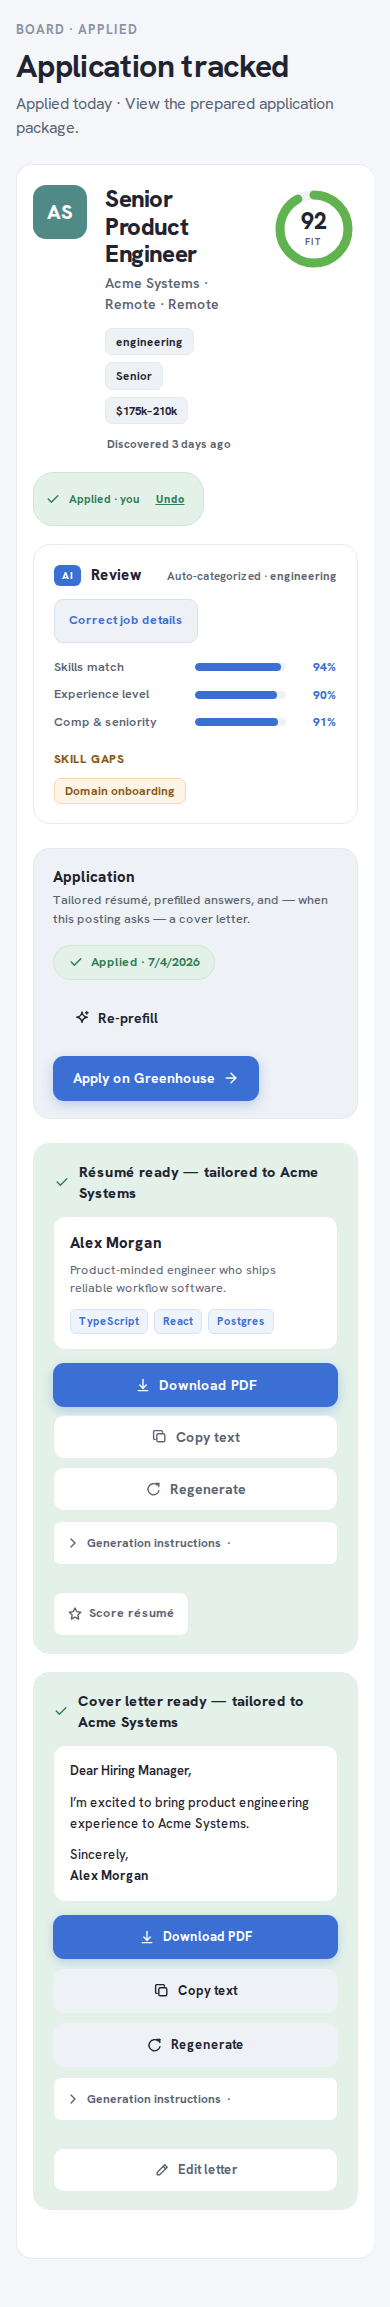 BOARD · APPLIED
Application tracked
Applied today · View the prepared application
package.
AS
Senior
Product
Engineer
92
FIT
Acme Systems ·
Remote · Remote
engineering
Senior
$175k–210k
Discovered 3 days ago
Applied · you Undo
AI Review Auto-categorized · engineering
Correct job details
Skills match 94%
Experience level 90%
Comp & seniority 91%
SKILL GAPS
Domain onboarding
Application
Tailored résumé, prefilled answers, and — when
this posting asks — a cover letter.
Applied · 7/4/2026
Re-prefill
Apply on Greenhouse
Résumé ready — tailored to Acme
Systems
Alex Morgan
Product-minded engineer who ships
reliable workflow software.
TypeScript React Postgres
Download PDF
Copy text
Regenerate
Generation instructions ·
Score résumé
Cover letter ready — tailored to
Acme Systems
Dear Hiring Manager,
I’m excited to bring product engineering
experience to Acme Systems.
Sincerely,
Alex Morgan
Download PDF
Copy text
Regenerate
Generation instructions ·
Edit letter